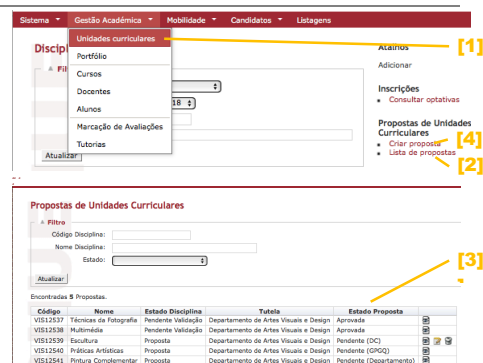 Sistema Gestão Académica Mobilidade Candidatos Listagens
Unidades curriculares
Portfólio
Cursos
Docentes
Alunos
Marcação de Avaliações
Tutorias
Discipl
Fil
18
Atualizar
Atalhos
Adicionar
Inscrições
Consultar optativas
Propostas de Unidades
Curriculares
Criar proposta
Lista de propostas
[1]
[4]
[2]
Propostas de Unidades Curriculares
Filtro
Código Disciplina:
Nome Disciplina:
Estado:
Atualizar
[3]
Encontradas 5 Propostas.
Código Nome Estado Disciplina Tutela Estado Proposta
VIS12537 Técnicas da Fotografia Pendente Validação Departamento de Artes Visuais e Design Aprovada
VIS12538 Multimédia Pendente Validação Departamento de Artes Visuais e Design Aprovada
VIS12539 Escultura Proposta Departamento de Artes Visuais e Design Pendente (DC)
VIS12540 Práticas Artísticas Proposta Departamento de Artes Visuais e Design Pendente (GPGQ)
VIS12541 Pintura Complementar Proposta Departamento de Artes Visuais e Design Pendente (Departamento)